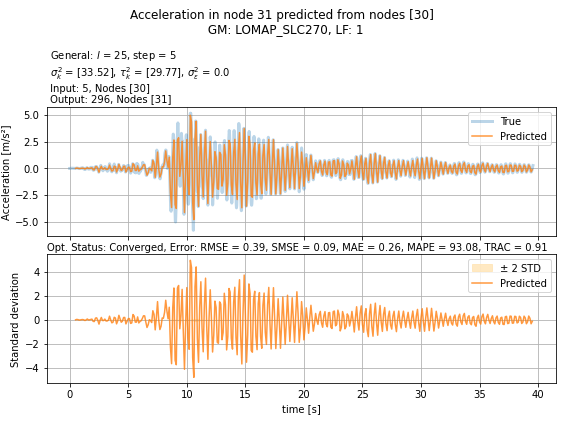 Acceleration in node 31 predicted from nodes [30]
GM: LOMAP_SLC270, LF: 1
General: l = 25, step = 5
σ²ₖ = [33.52], τ²ₖ = [29.77], σ²ε = 0.0
Input: 5, Nodes [30]
Output: 296, Nodes [31]
Acceleration [m/s²]
5.0
2.5
0.0
−2.5
−5.0
True
Predicted
Opt. Status: Converged, Error: RMSE = 0.39, SMSE = 0.09, MAE = 0.26, MAPE = 93.08, TRAC = 0.91
Standard deviation
4
2
0
−2
−4
± 2 STD
Predicted
0 5 10 15 20 25 30 35 40
time [s]